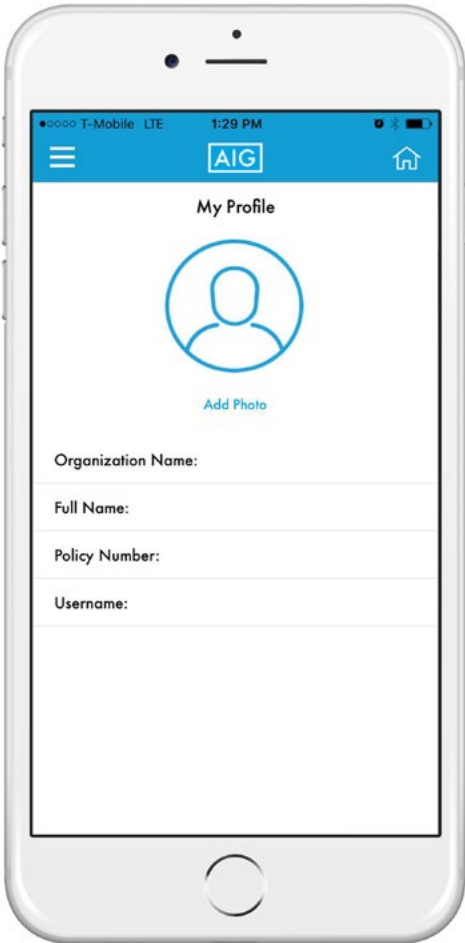 T-Mobile LTE 1:29 PM
AIG
My Profile
Add Photo
Organization Name:
Full Name:
Policy Number:
Username: